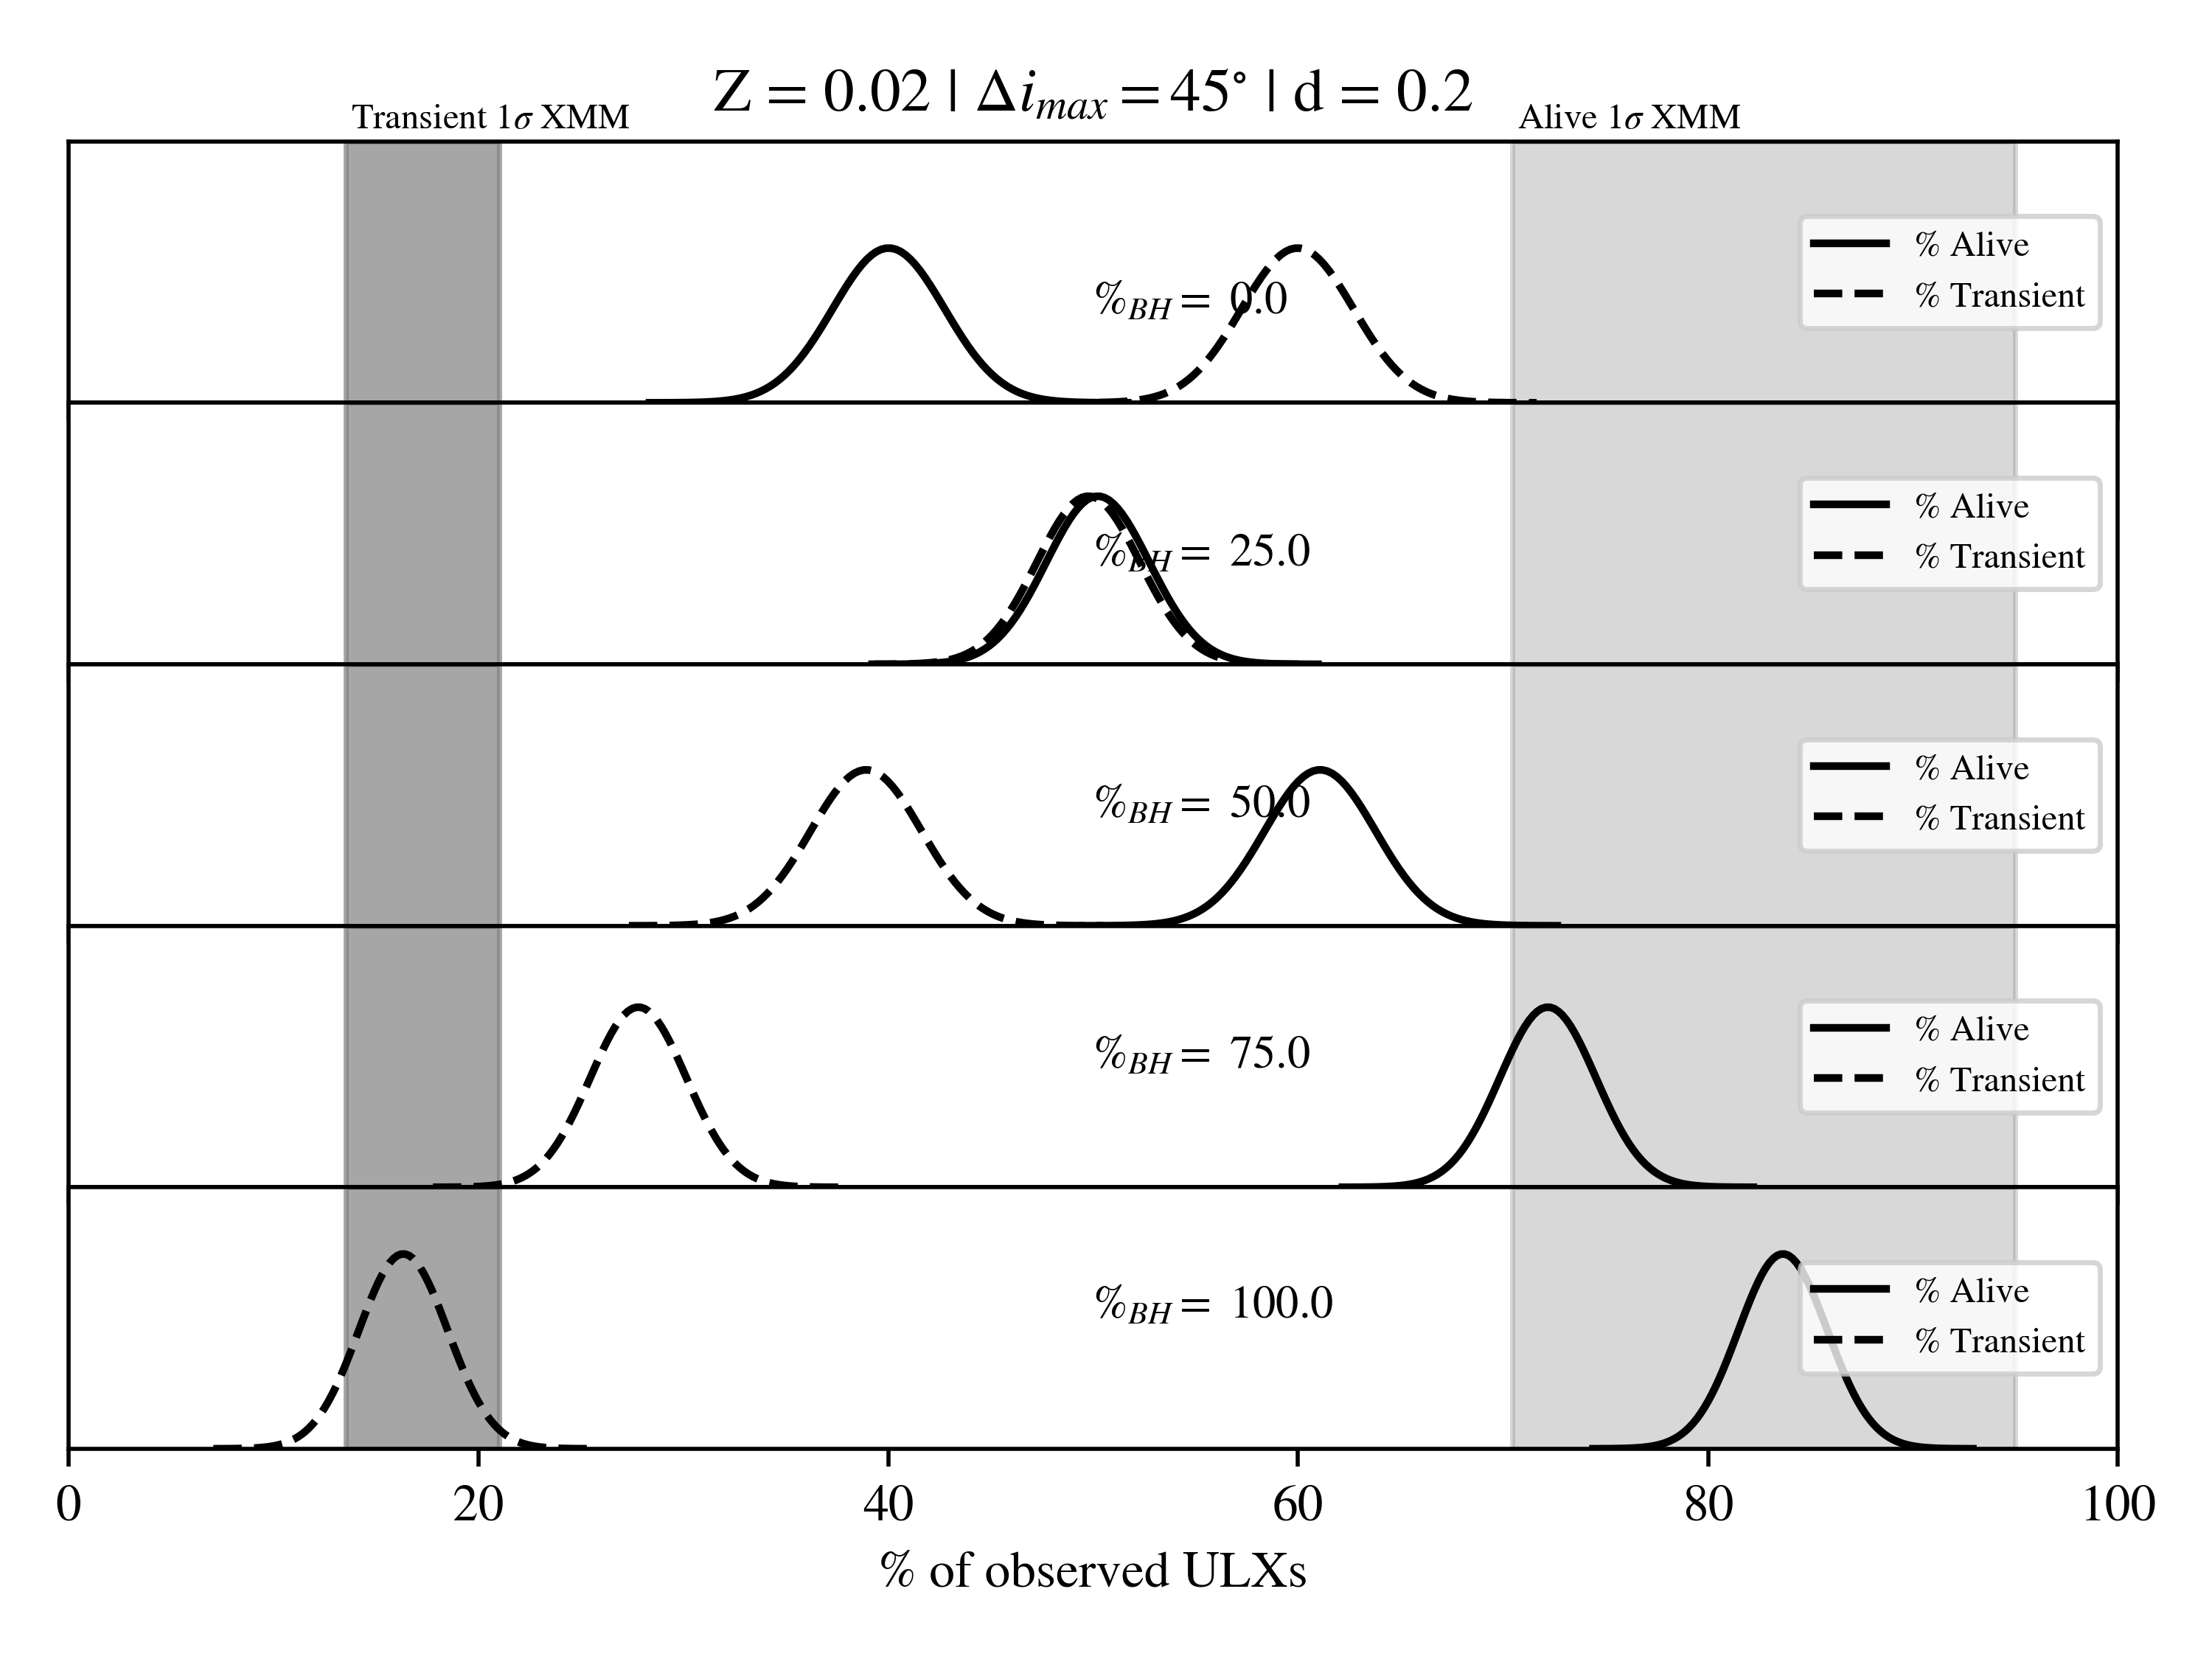 Z = 0.02 | Δi_max = 45° | d = 0.2
Transient 1σ XMM
Alive 1σ XMM
%_BH = 0.0
% Alive
% Transient
%_BH = 25.0
% Alive
% Transient
%_BH = 50.0
% Alive
% Transient
%_BH = 75.0
% Alive
% Transient
%_BH = 100.0
% Alive
% Transient
0 20 40 60 80 100
% of observed ULXs